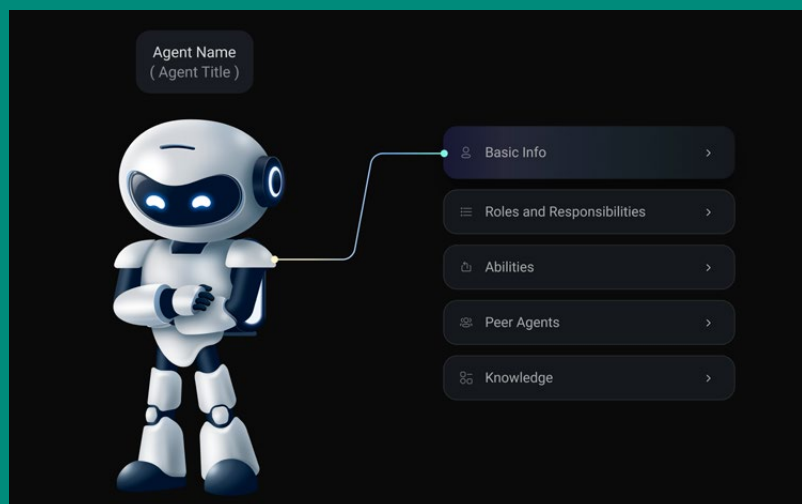 Agent Name
( Agent Title )
Basic Info
Roles and Responsibilities
Abilities
Peer Agents
Knowledge